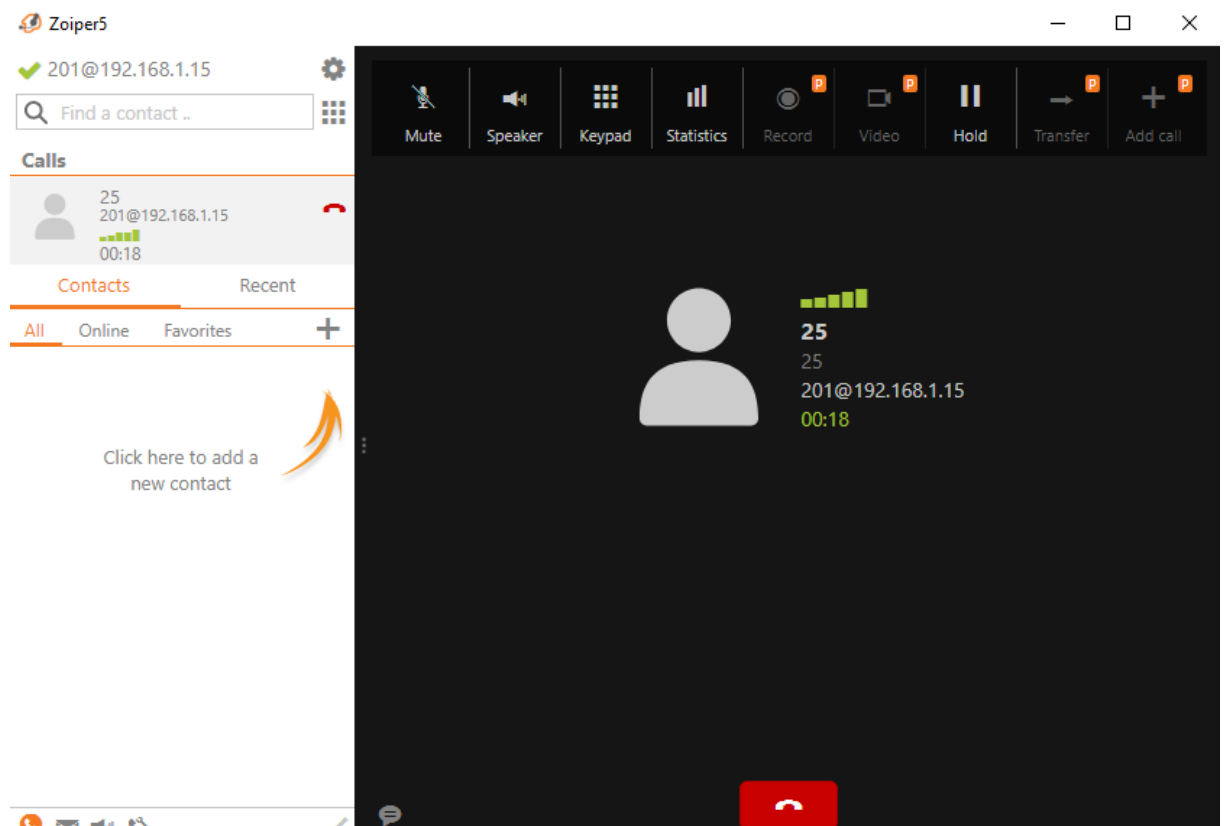 Zoiper5
201@192.168.1.15
Find a contact ..
Calls
25
201@192.168.1.15
00:18
Contacts Recent
All Online Favorites
Click here to add a
new contact
Mute Speaker Keypad Statistics Record Video Hold Transfer Add call
P P P P
25
25
201@192.168.1.15
00:18